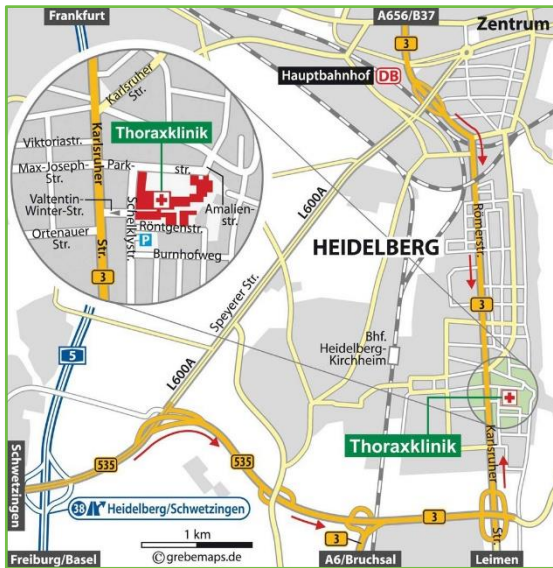 Frankfurt
A656/B37
Zentrum
3
Hauptbahnhof DB
Karlsruher
Str.
Thoraxklinik
Viktoriastr.
Max-Joseph-
Str.
Park-
str.
Karlsruher
Str.
Valtentin-
Winter-Str.
Schelklystr.
Amalien-
str.
Ortenauer
Str.
Röntgenstr.
P
Burnhofweg
3
L600A
HEIDELBERG
Römerstr.
3
Speyerer Str.
5
L600A
Bhf.
Heidelberg-
Kirchheim
Thoraxklinik
Karlsruher
Str.
Schwetzingen
535
535
38 Heidelberg/Schwetzingen
3
3
1 km
© grebemaps.de
Freiburg/Basel
A6/Bruchsal
Leimen